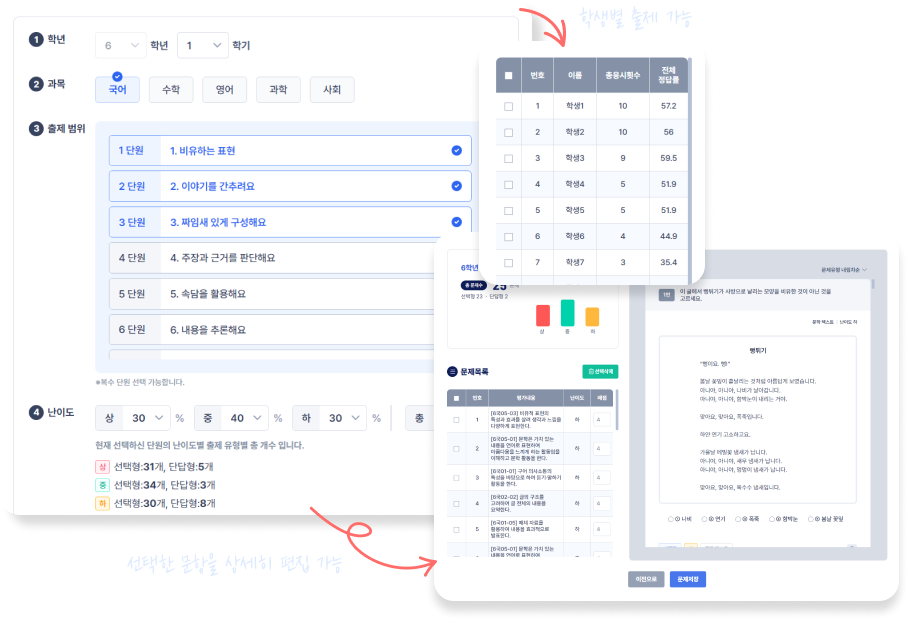 학생별 출제 가능
1 학년
6 학년 1 학기
2 과목
국어 수학 영어 과학 사회
3 출제 범위
1 단원 1. 비유하는 표현
2 단원 2. 이야기를 간추려요
3 단원 3. 짜임새 있게 구성해요
4 단원 4. 주장과 근거를 판단해요
5 단원 5. 속담을 활용해요
6 단원 6. 내용을 추론해요
*복수 단원 선택 가능합니다.
4 난이도
상 30 % 중 40 % 하 30 % 총
현재 선택하신 단원의 난이도별 출제 유형별 총 개수 입니다.
상 선택형:31개, 단답형:5개
중 선택형:34개, 단답형:3개
하 선택형:30개, 단답형:8개
선택한 문항을 상세히 편집 가능
번호 이름 총응시횟수 전체 정답률
1 학생1 10 57.2
2 학생2 10 56
3 학생3 9 59.5
4 학생4 5 51.9
5 학생5 5 51.9
6 학생6 4 44.9
7 학생7 3 35.4
6학년
총 문제수 25
선택형 23 · 단답형 2
상 중 하
문제목록
선택삭제
번호 평가내용 난이도 배점
1 [6국05-03] 비유적 표현의
특성과 효과를 살려 생각과 느낌을
다양하게 표현한다.
하 4
2 [6국05-01] 문학은 가치 있는
내용을 언어로 표현하여
아름다움을 느끼게 하는 활동임을
이해하고 문학 활동을 한다.
하 4
3 [6국01-01] 구어 의사소통의
특성을 바탕으로 하여 듣기·말하기
활동을 한다.
하 4
4 [6국02-02] 글의 구조를
고려하여 글 전체의 내용을
요약한다.
하 4
5 [6국01-05] 매체 자료를
활용하여 내용을 효과적으로
발표한다.
하 4
[6국05-01] 문학은 가치 있는
내용을 언어로 표현하여
문제유형 내림차순
1번 이 글에서 뻥튀기가 사방으로 날리는 모양을 비유한 것이 아닌 것을
고르세요.
난이도 하
뻥튀기
"뻥이요. 뻥!"
봄날 꽃잎이 흩날리는 것처럼 아름답게 보였습니다.
아니야, 아니야, 나비가 날아갑니다.
아니야, 아니야, 함박눈이 내리는 거야.
맞아요, 맞아요, 폭죽입니다.
하얀 연기 고소하고요.
가을날 메밀꽃 냄새가 납니다.
아니야, 아니야, 새우 냄새가 납니다.
아니야, 아니야, 멍멍이 냄새가 납니다.
맞아요, 맞아요, 옥수수 냄새입니다.
① 나비 ② 연기 ③ 폭죽 ④ 함박눈 ⑤ 봄날 꽃잎
이전으로 문제저장